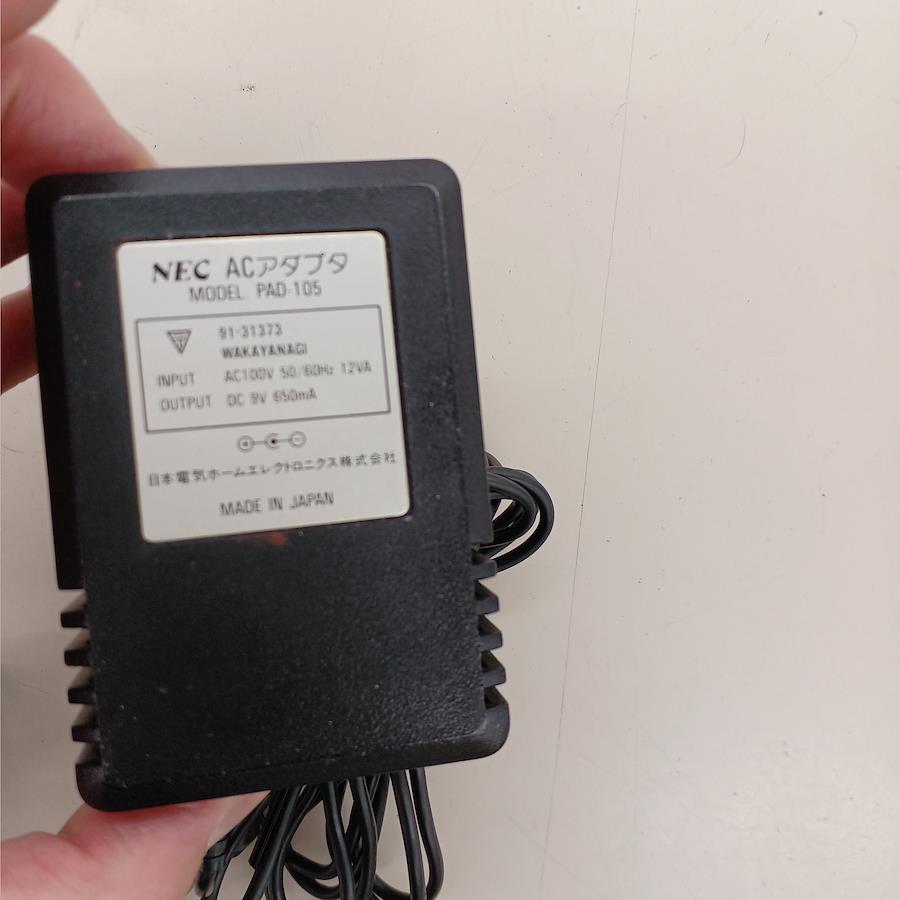 NEC ACアダプタ
MODEL PAD-105
91-31373
WAKAYANAGI
INPUT AC100V 50/60Hz 12VA
OUTPUT DC 9V 650mA
日本電気ホームエレクトロニクス株式会社
MADE IN JAPAN